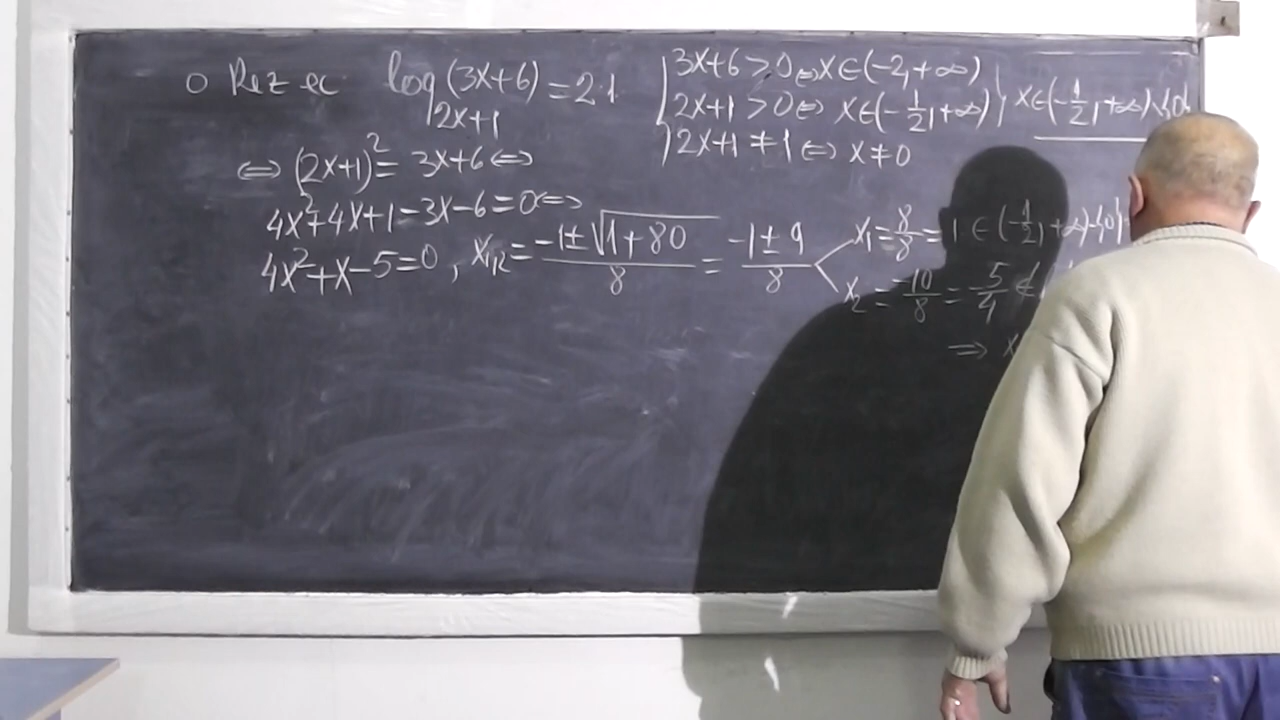 o Rez ec log_{2x+1}(3x+6) = 2.
3x+6 > 0 ⇔ x ∈ (-2, +∞)
2x+1 > 0 ⇔ x ∈ (-1/2, +∞)
2x+1 ≠ 1 ⇔ x ≠ 0
x ∈ (-1/2, +∞) \ {0}
⇔ (2x+1)² = 3x+6 ⇔
4x²+4x+1-3x-6=0 ⇔
4x²+x-5=0, x_{1,2} = (-1±√(1+80))/8 = (-1±9)/8
x₁ = 8/8 = 1 ∈ (-1/2, +∞) \ {0}
x₂ = -10/8 = -5/4 ∉
⇒ x